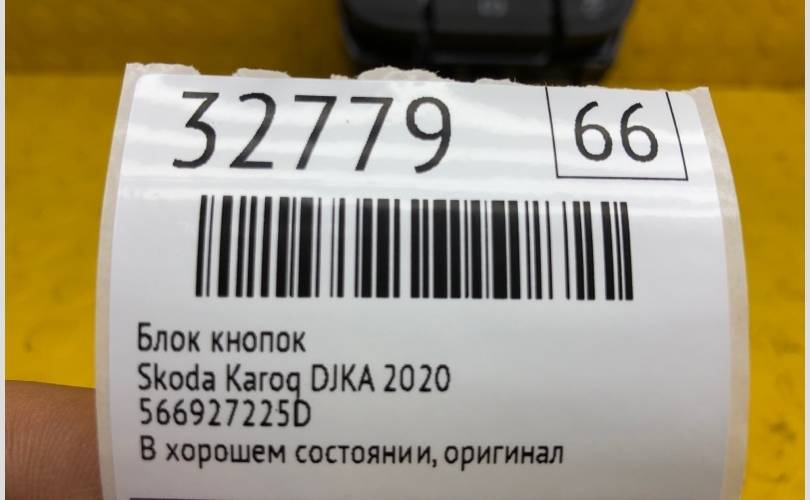 32779 66
Блок кнопок
Skoda Karoq DJKA 2020
566927225D
В хорошем состоянии, оригинал